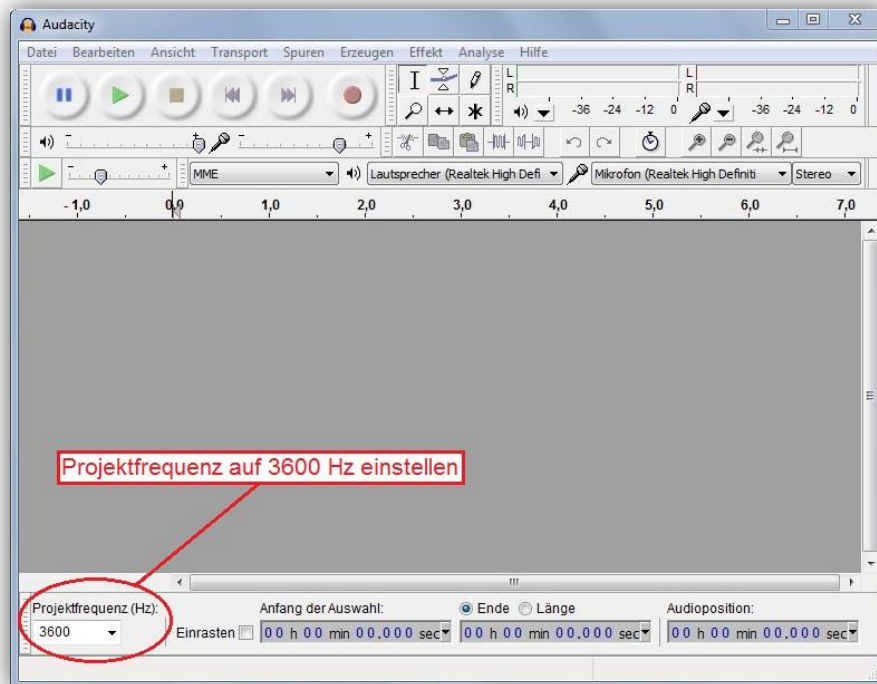 Audacity
Datei Bearbeiten Ansicht Transport Spuren Erzeugen Effekt Analyse Hilfe
L L
R R
-36 -24 -12 0 -36 -24 -12 0
MME Lautsprecher (Realtek High Defi Mikrofon (Realtek High Definiti Stereo
- 1,0 0,0 1,0 2,0 3,0 4,0 5,0 6,0 7,0
Projektfrequenz auf 3600 Hz einstellen
Projektfrequenz (Hz): Anfang der Auswahl: Ende Länge Audioposition:
3600 Einrasten 00 h 00 min 00.000 sec 00 h 00 min 00.000 sec 00 h 00 min 00.000 sec